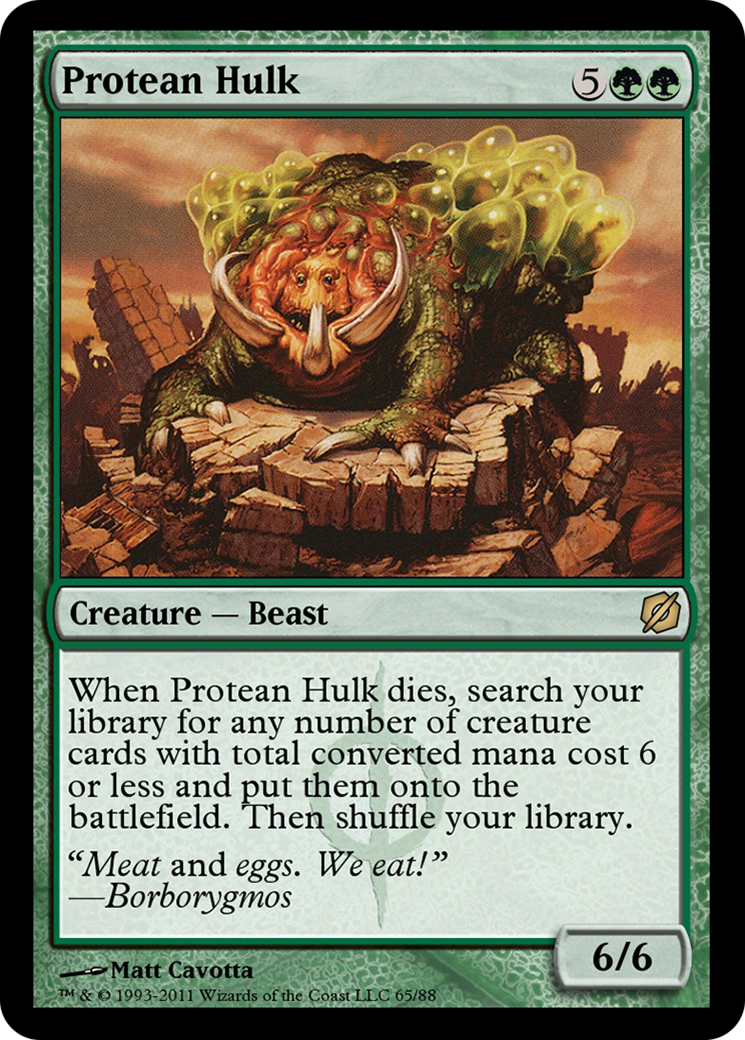 Protean Hulk 5
Creature — Beast
When Protean Hulk dies, search your
library for any number of creature
cards with total converted mana cost 6
or less and put them onto the
battlefield. Then shuffle your library.
“Meat and eggs. We eat!”
—Borborygmos
6/6
Matt Cavotta
™ & © 1993-2011 Wizards of the Coast LLC 65/88